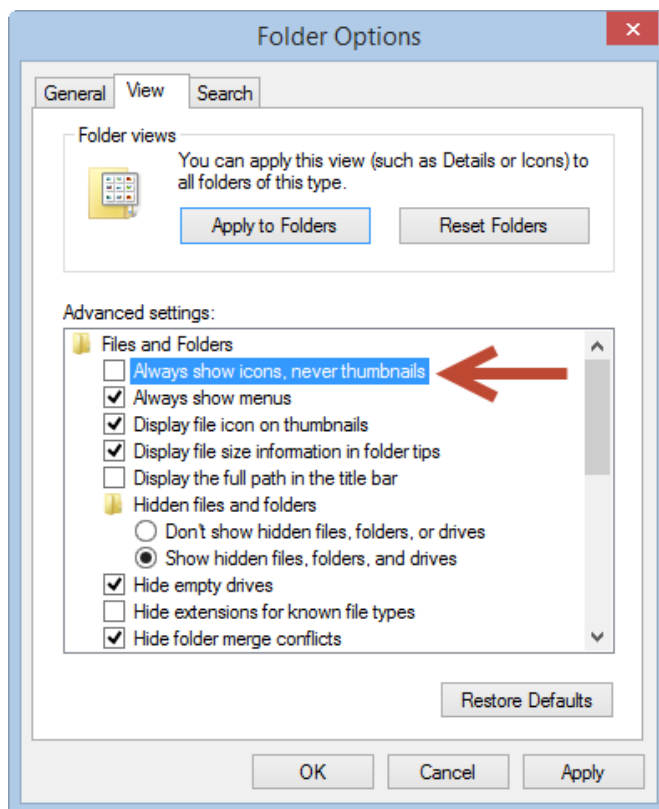 Folder Options
General View Search
Folder views
You can apply this view (such as Details or Icons) to
all folders of this type.
Apply to Folders Reset Folders
Advanced settings:
Files and Folders
Always show icons, never thumbnails
Always show menus
Display file icon on thumbnails
Display file size information in folder tips
Display the full path in the title bar
Hidden files and folders
Don't show hidden files, folders, or drives
Show hidden files, folders, and drives
Hide empty drives
Hide extensions for known file types
Hide folder merge conflicts
Restore Defaults
OK Cancel Apply